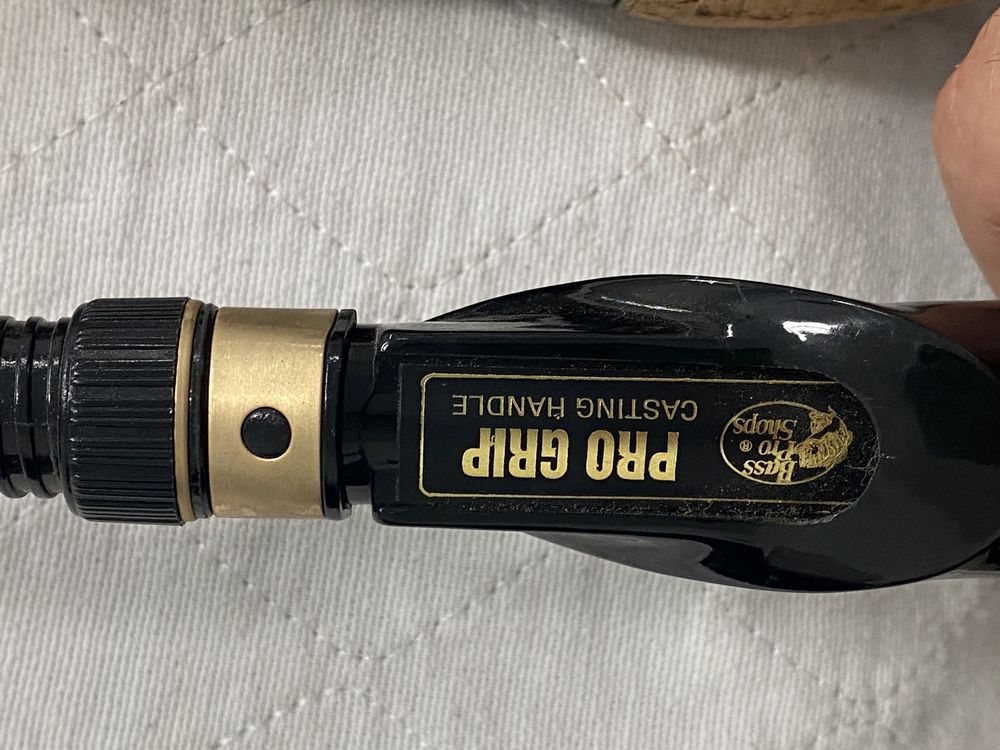 Bass
Pro ®
Shops
PRO GRIP
CASTING HANDLE